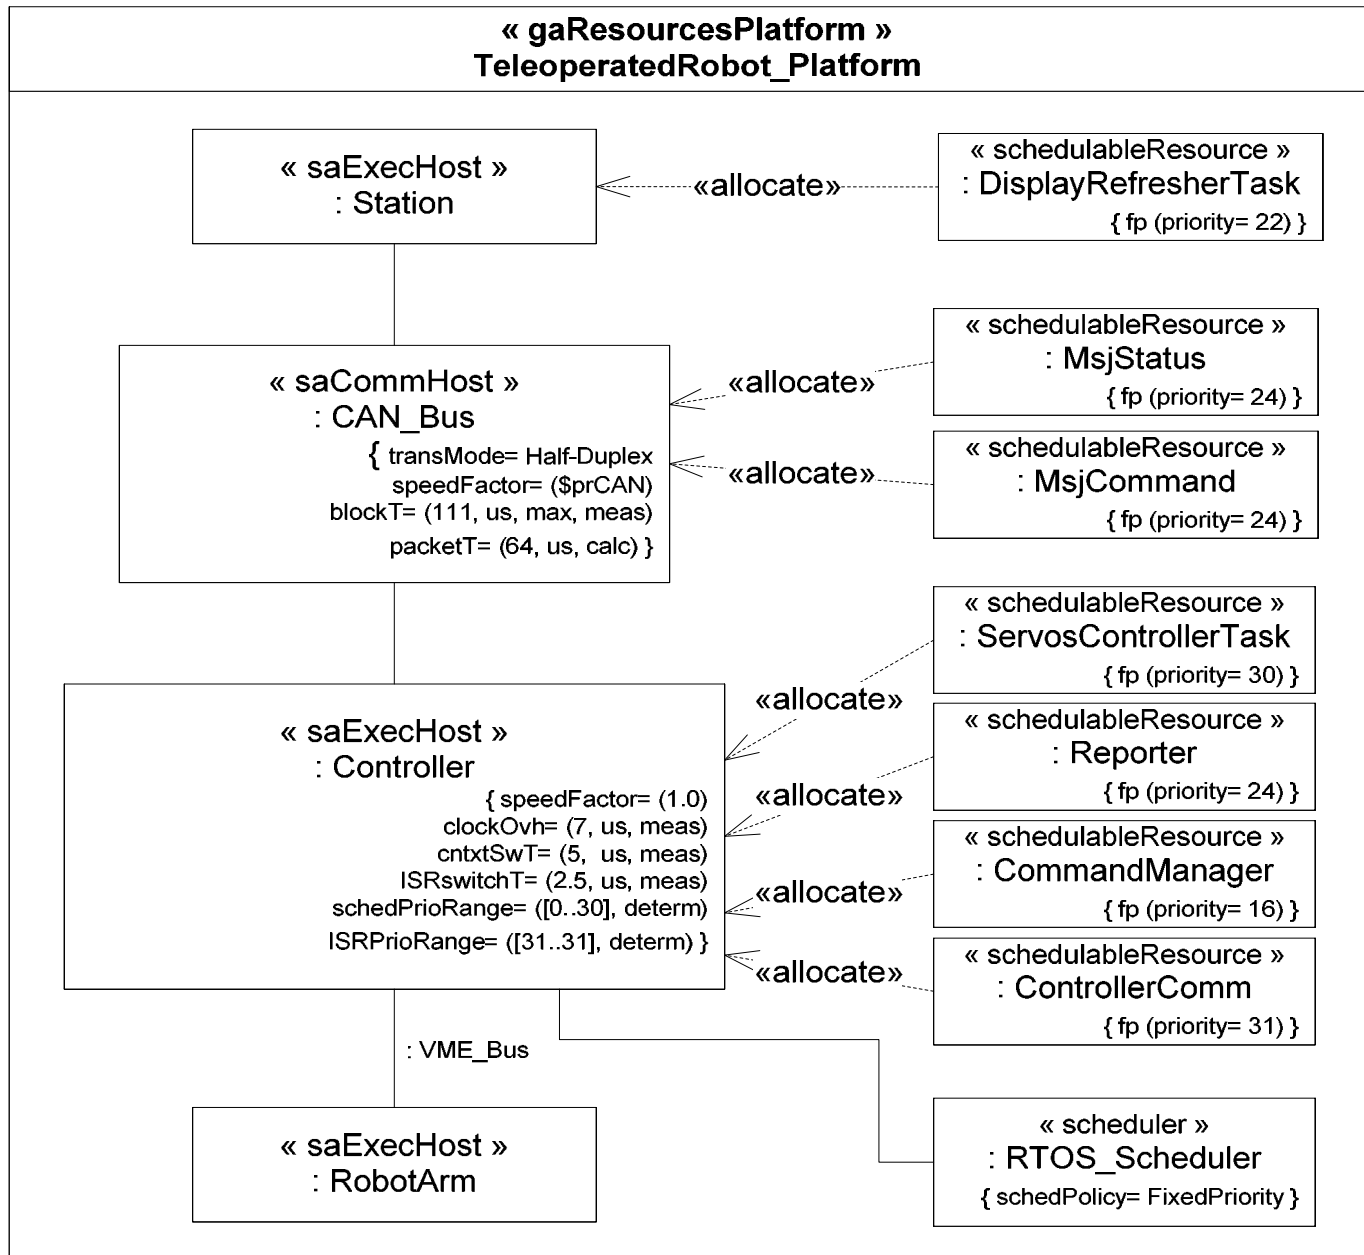 « gaResourcesPlatform »
TeleoperatedRobot_Platform
« saExecHost »
: Station
«allocate»
« schedulableResource »
: DisplayRefresherTask
{ fp (priority= 22) }
« saCommHost »
: CAN_Bus
{ transMode= Half-Duplex
speedFactor= ($prCAN)
blockT= (111, us, max, meas)
packetT= (64, us, calc) }
«allocate»
« schedulableResource »
: MsjStatus
{ fp (priority= 24) }
«allocate»
« schedulableResource »
: MsjCommand
{ fp (priority= 24) }
« saExecHost »
: Controller
{ speedFactor= (1.0)
clockOvh= (7, us, meas)
cntxtSwT= (5, us, meas)
ISRswitchT= (2.5, us, meas)
schedPrioRange= ([0..30], determ)
ISRPrioRange= ([31..31], determ) }
«allocate»
« schedulableResource »
: ServosControllerTask
{ fp (priority= 30) }
«allocate»
« schedulableResource »
: Reporter
{ fp (priority= 24) }
«allocate»
« schedulableResource »
: CommandManager
{ fp (priority= 16) }
«allocate»
« schedulableResource »
: ControllerComm
{ fp (priority= 31) }
: VME_Bus
« saExecHost »
: RobotArm
« scheduler »
: RTOS_Scheduler
{ schedPolicy= FixedPriority }